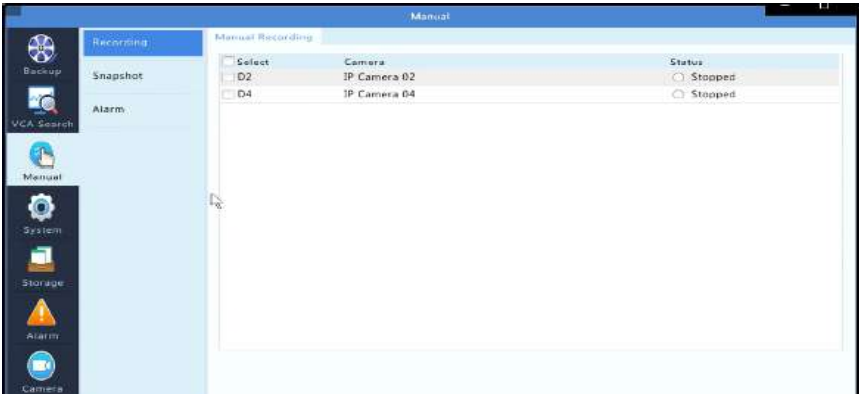 Manual
Backup
VCA Search
Manual
System
Storage
Alarm
Camera
Recording
Snapshot
Alarm
Manual Recording
Select Camera Status
D2 IP Camera 02 Stopped
D4 IP Camera 04 Stopped